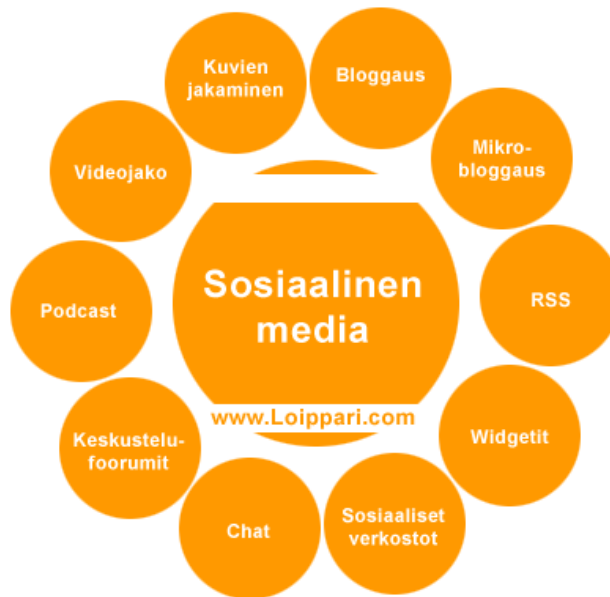 Kuvien
jakaminen
Bloggaus
Mikro-
bloggaus
Videojako
Sosiaalinen
media
RSS
Podcast
www.Loippari.com
Widgetit
Keskustelu-
foorumit
Sosiaaliset
verkostot
Chat